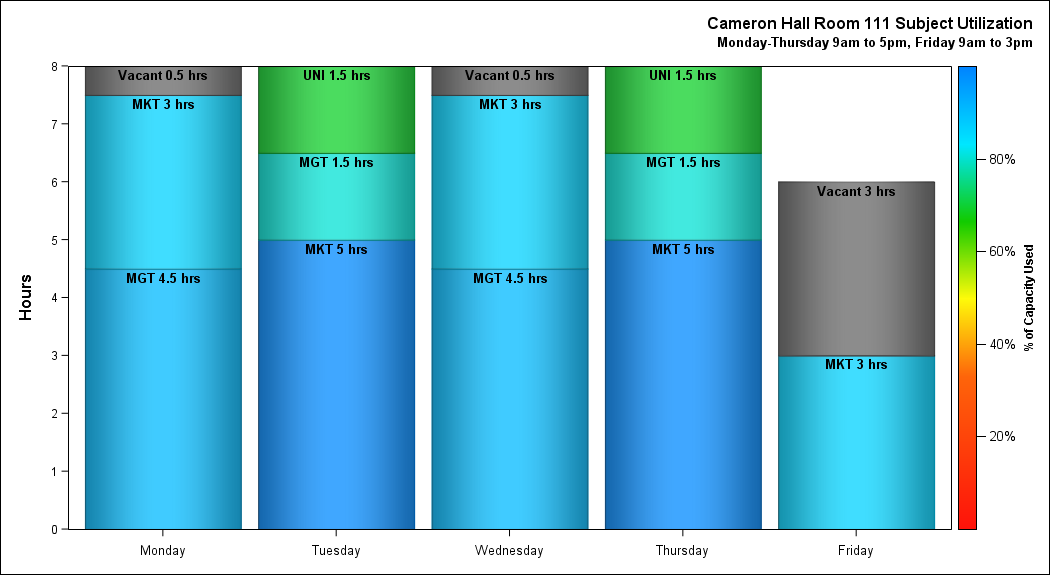 Cameron Hall Room 111 Subject Utilization
Monday-Thursday 9am to 5pm, Friday 9am to 3pm
Hours
8
7
6
5
4
3
2
1
0
Vacant 0.5 hrs
MKT 3 hrs
MGT 4.5 hrs
UNI 1.5 hrs
MGT 1.5 hrs
MKT 5 hrs
Vacant 0.5 hrs
MKT 3 hrs
MGT 4.5 hrs
UNI 1.5 hrs
MGT 1.5 hrs
MKT 5 hrs
Vacant 3 hrs
MKT 3 hrs
Monday
Tuesday
Wednesday
Thursday
Friday
80%
60%
40%
20%
% of Capacity Used